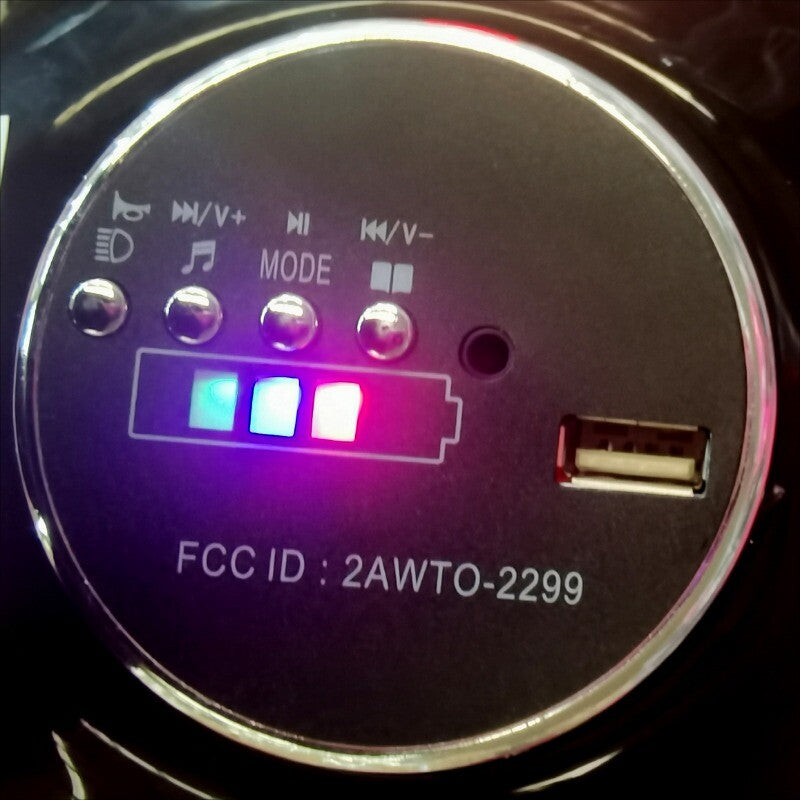 ⏭/V+ ⏯ ⏮/V-
MODE
FCC ID : 2AWTO-2299